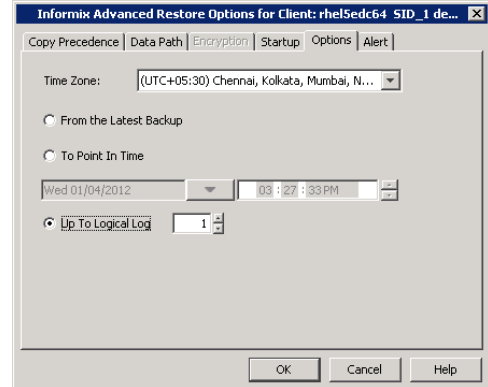 Informix Advanced Restore Options for Client: rhel5edc64 SID_1 de...
Copy Precedence Data Path Encryption Startup Options Alert
Time Zone: (UTC+05:30) Chennai, Kolkata, Mumbai, N...
From the Latest Backup
To Point In Time
Wed 01/04/2012 03 : 27 : 33 PM
Up To Logical Log 1
OK Cancel Help